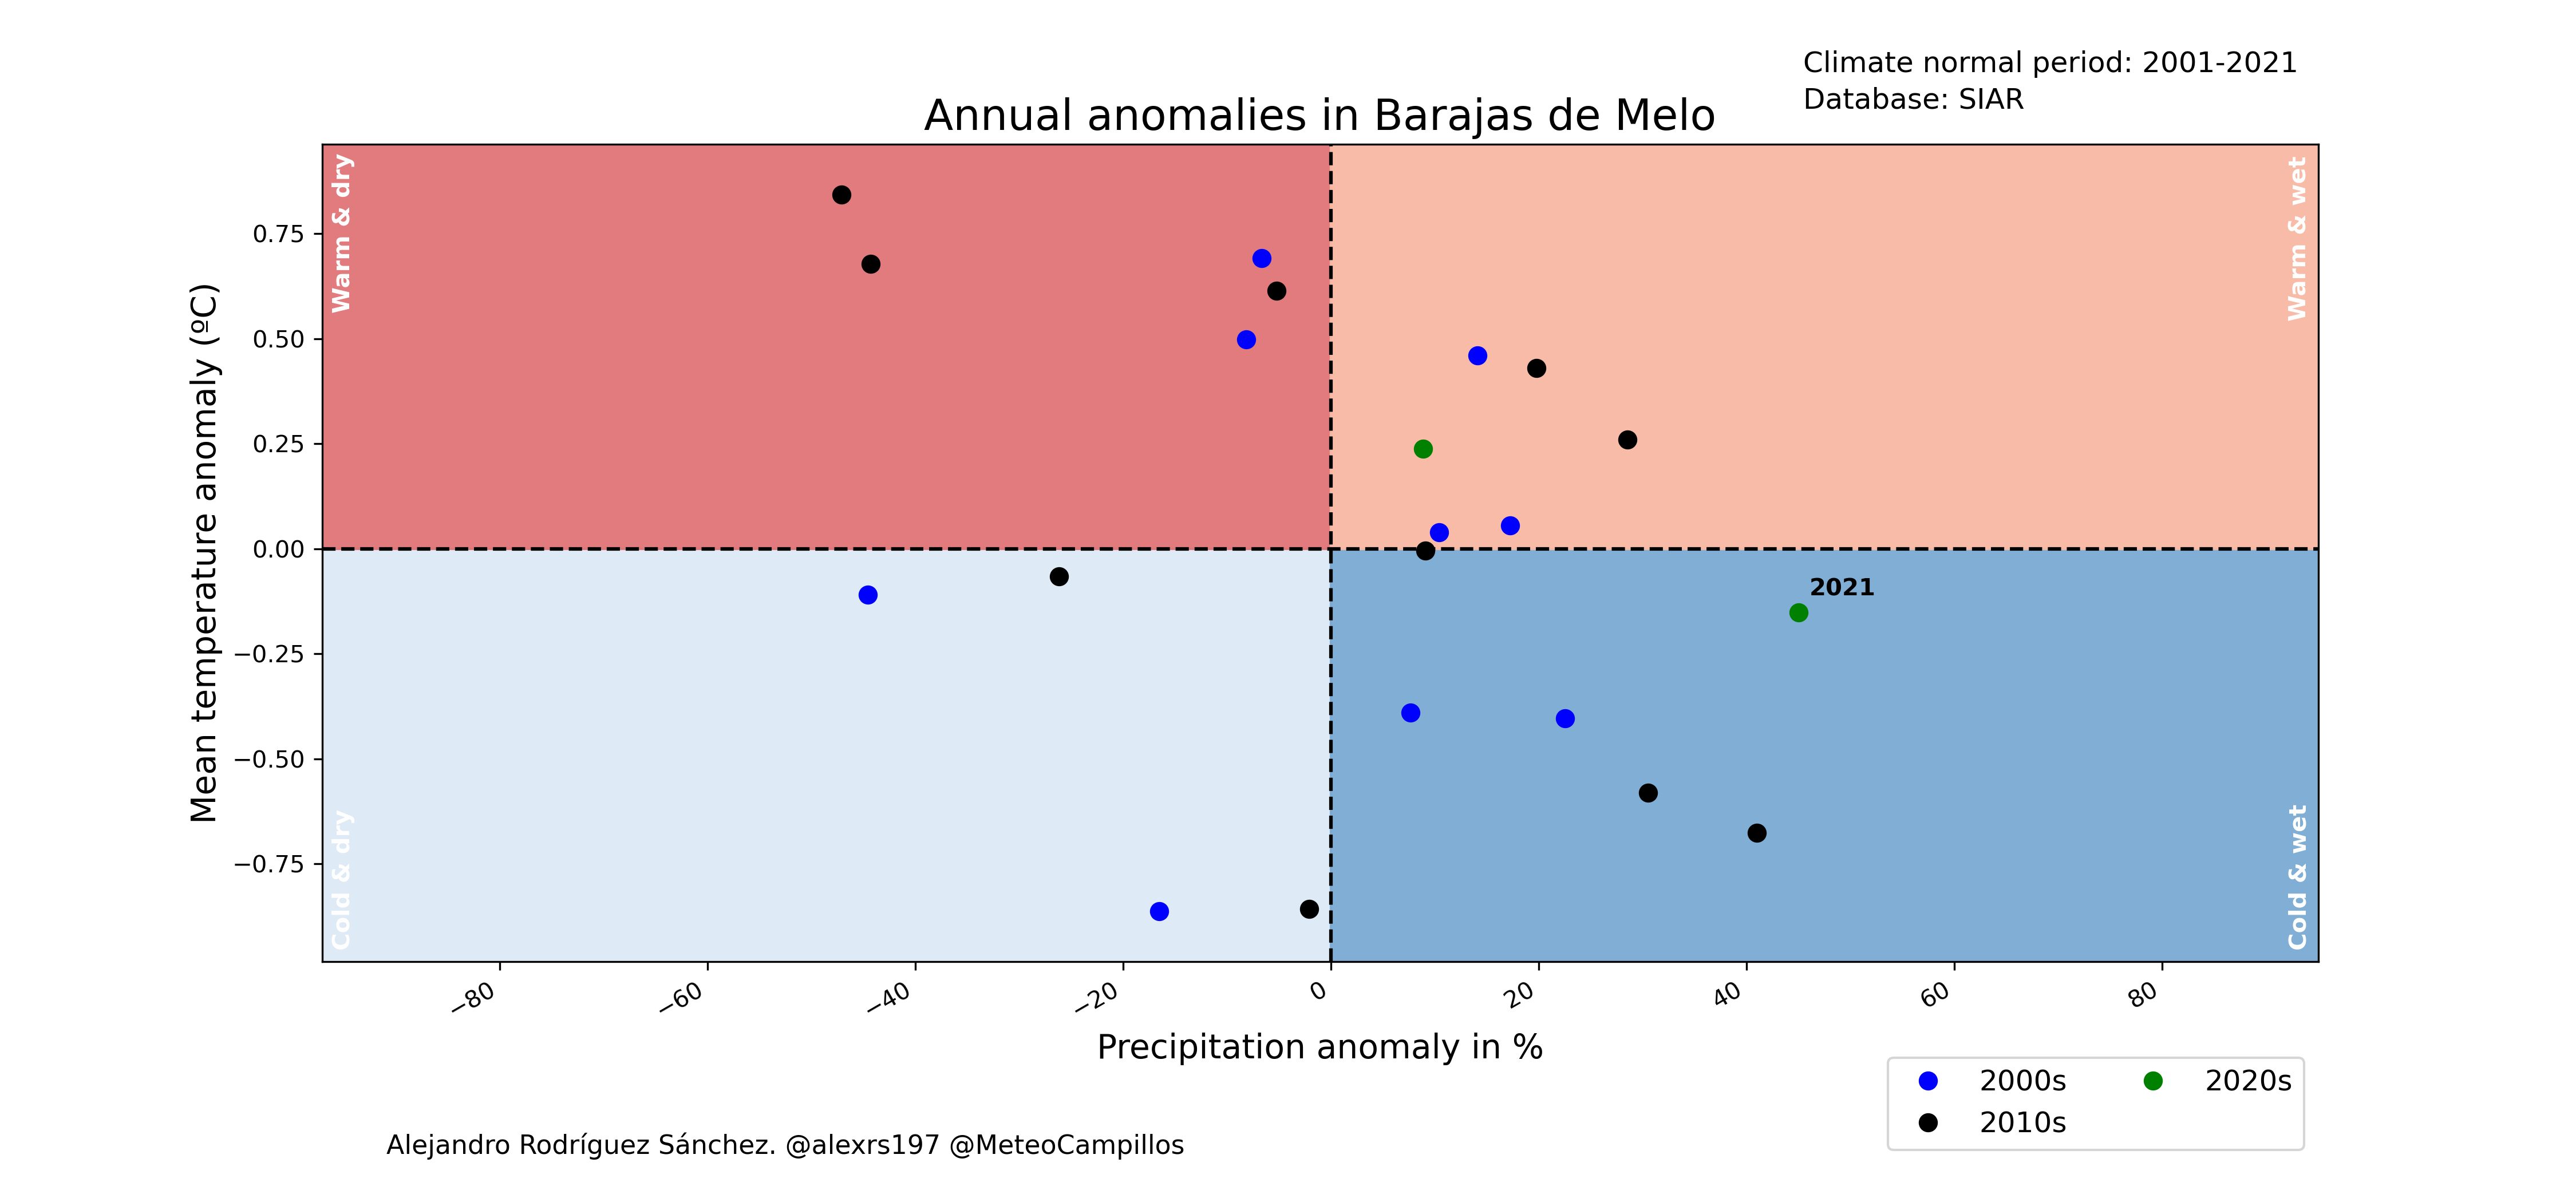 Climate normal period: 2001-2021
Database: SIAR
Annual anomalies in Barajas de Melo
Warm & dry
Warm & wet
Mean temperature anomaly (ºC)
0.75
0.50
0.25
0.00
−0.25
−0.50
−0.75
2021
Cold & dry
Cold & wet
−80
−60
−40
−20
0
20
40
60
80
Precipitation anomaly in %
2000s
2020s
2010s
Alejandro Rodríguez Sánchez. @alexrs197 @MeteoCampillos